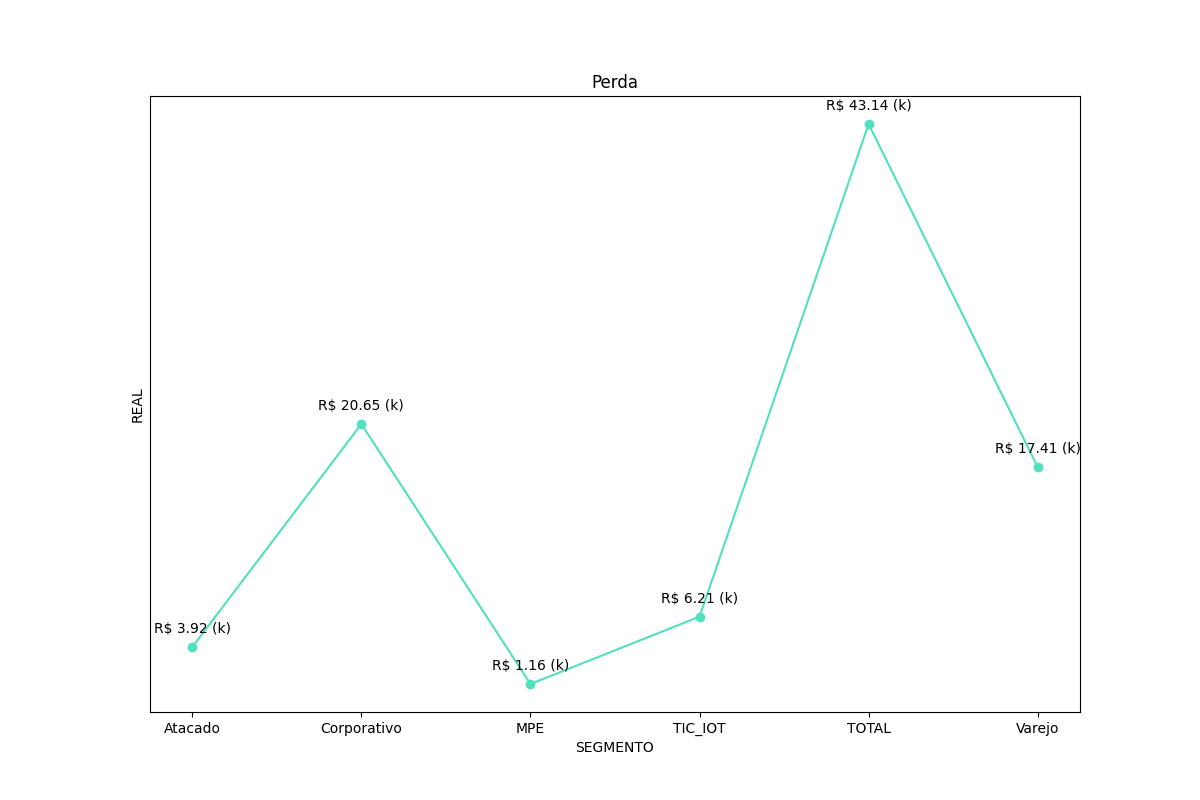 Perda
R$ 43.14 (k)
R$ 20.65 (k)
R$ 17.41 (k)
R$ 6.21 (k)
R$ 3.92 (k)
R$ 1.16 (k)
REAL
Atacado Corporativo MPE TIC_IOT TOTAL Varejo
SEGMENTO